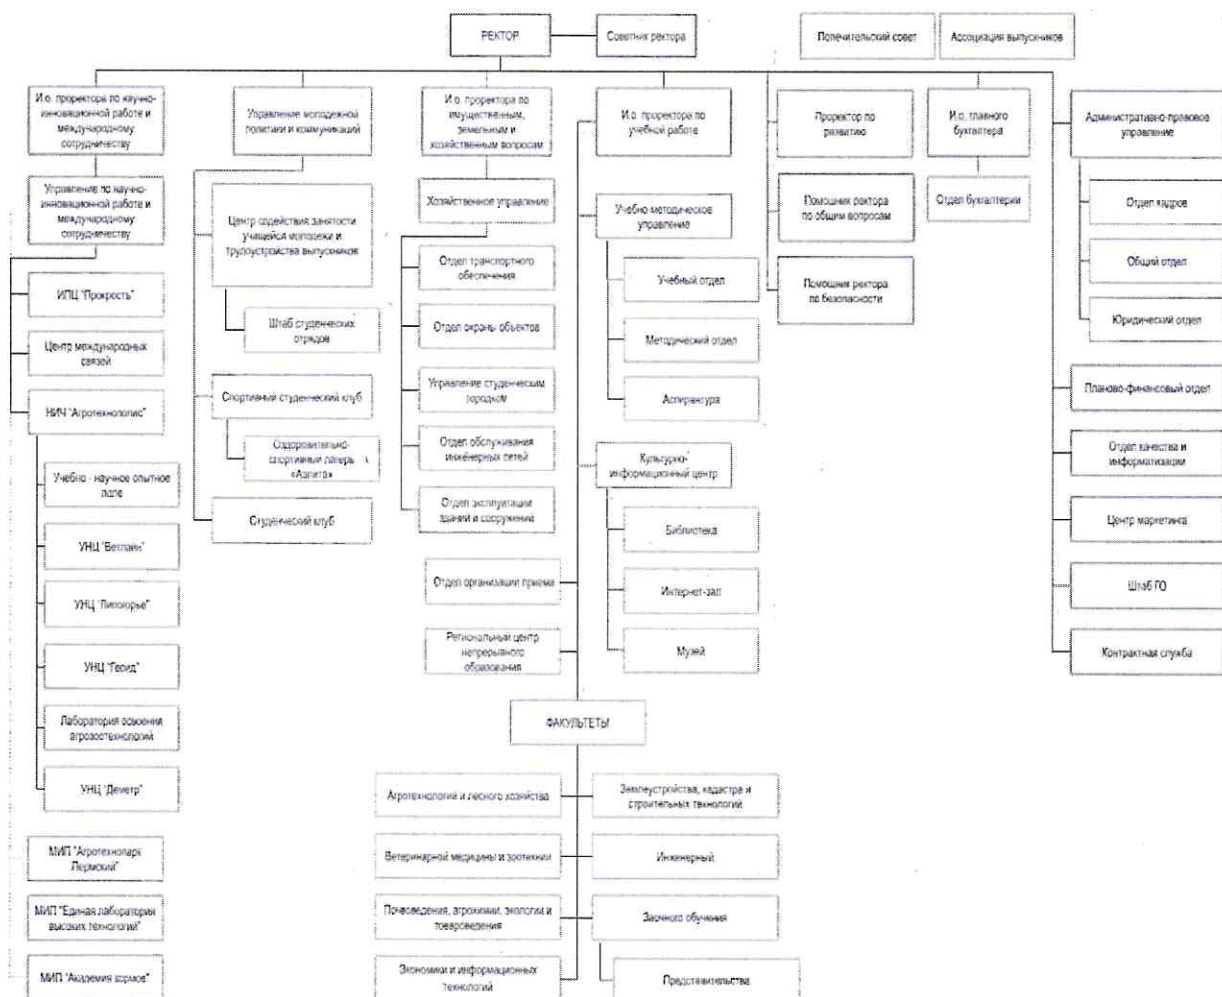 РЕКТОР
Советник ректора
Попечительский совет
Ассоциация выпускников
И.о. проректора по научно-
инновационной работе и
международному
сотрудничеству
Управление молодежной
политики и коммуникаций
И.о. проректора по
имущественным,
земельным и
хозяйственным вопросам
И.о. проректора по
учебной работе
Проректор по
развитию
И.о. главного
бухгалтера
Административно-правовое
управление
Управление по научно-
инновационной работе и
международному
сотрудничеству
Центр содействия занятости
учащейся молодежи и
трудоустройства выпускников
Хозяйственное управление
Учебно-методическое
управление
Помошник ректора
по общим вопросам
Отдел бухгалтерии
Отдел кадров
ИПЦ "Прокрость"
Отдел транспортного
обеспечения
Учебный отдел
Помошник ректора
по безопасности
Общий отдел
Центр международных
связей
Штаб студенческих
отрядов
Отдел охраны объектов
Методический отдел
Юридический отдел
НИЧ "Агротехнополис"
Спортивный студенческий клуб
Управление студенческим
городком
Аспирантура
Планово-финансовый отдел
Учебно - научное опытное
поле
Оздоровительно-
спортивный лагерь
Отдел обслуживания
инженерных сетей
Культурно-
информационный центр
Отдел качества и
информатизации
УНЦ "Ветлайн"
Студенческий клуб
Отдел эксплуатации
зданий и сооружений
Библиотека
Центр маркетинга
УНЦ "Липогорье"
Отдел организации приема
Интернет-зал
Штаб ГО
УНЦ "Геоид"
Региональный центр
непрерывного
образования
Музей
Контрактная служба
Лаборатория освоения
агрозоотехнологий
ФАКУЛЬТЕТЫ
УНЦ "Деметр"
Агротехнологий и лесного хозяйства
Землеустройства, кадастра и
строительных технологий
МИП "Агротехнопарк
Пермский"
Ветеринарной медицины и зоотехнии
Инженерный
МИП "Единая лаборатория
высоких технологий"
Почвоведения, агрохимии, экологии и
товароведения
Заочного обучения
МИП "Академия кормов"
Экономики и информационных
технологий
Представительства